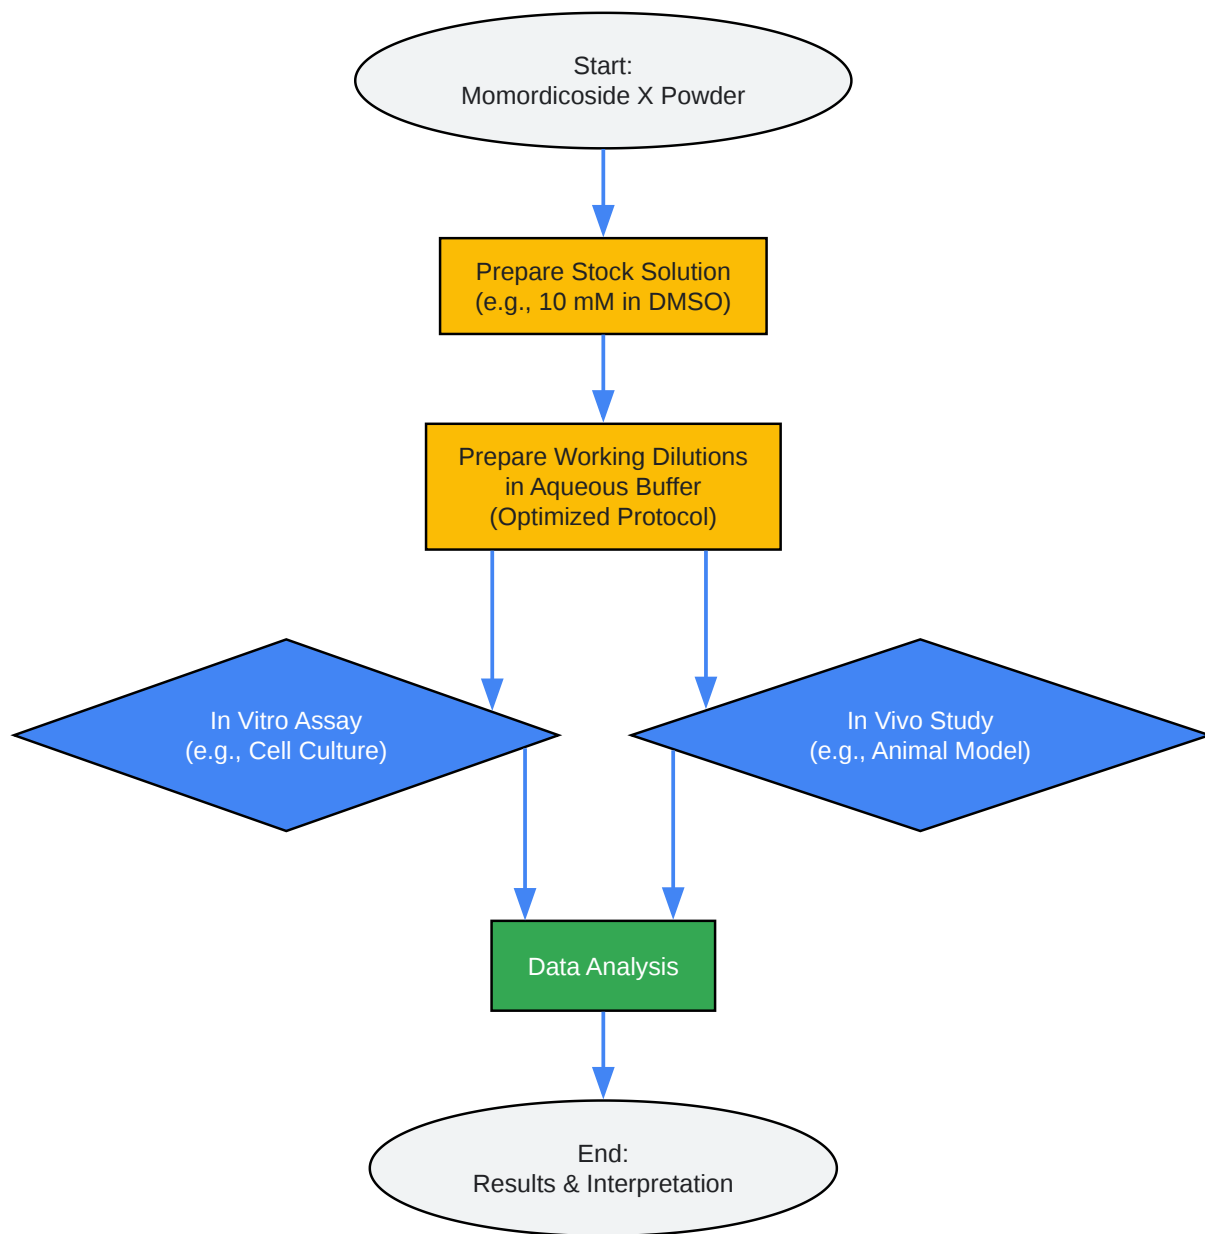 Start:
Momordicoside X Powder
Prepare Stock Solution
(e.g., 10 mM in DMSO)
Prepare Working Dilutions
in Aqueous Buffer
(Optimized Protocol)
In Vitro Assay
(e.g., Cell Culture)
In Vivo Study
(e.g., Animal Model)
Data Analysis
End:
Results & Interpretation